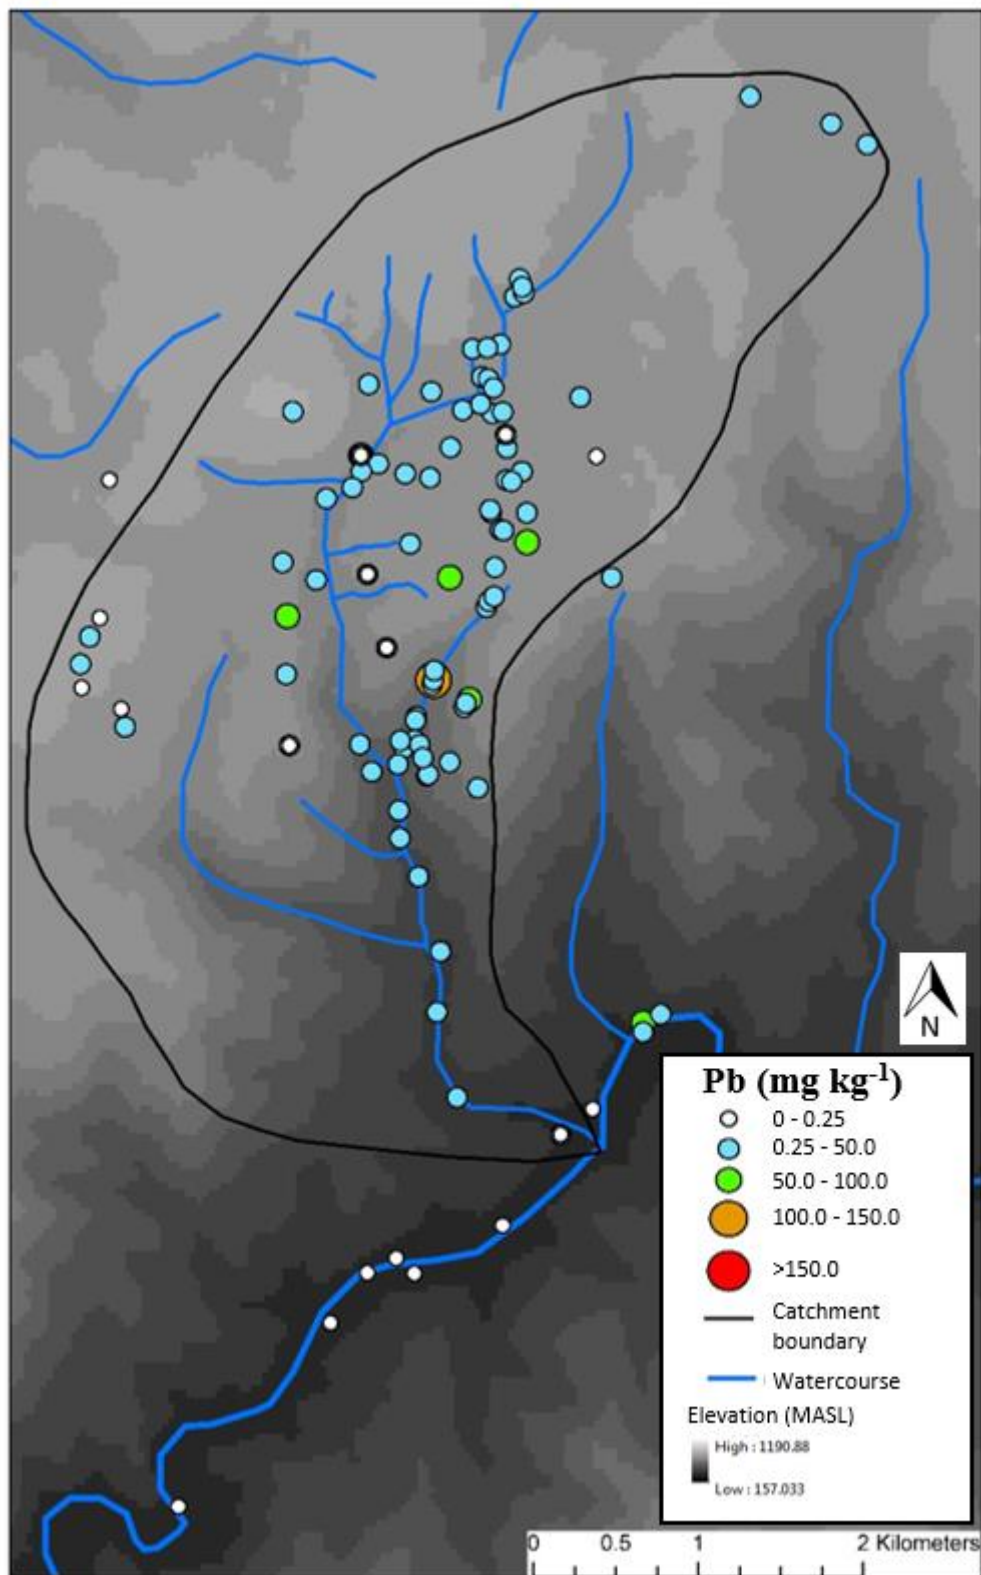 N
Pb (mg kg⁻¹)
0 - 0.25
0.25 - 50.0
50.0 - 100.0
100.0 - 150.0
>150.0
Catchment
boundary
Watercourse
Elevation (MASL)
High : 1190.88
Low : 157.033
0 0.5 1 2 Kilometers